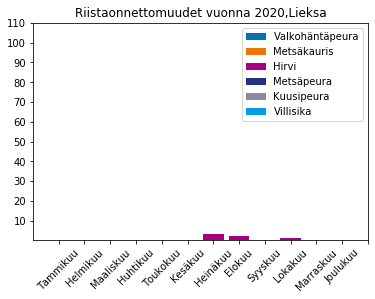 Riistaonnettomuudet vuonna 2020,Lieksa
110
100
90
80
70
60
50
40
30
20
10
Valkohäntäpeura
Metsäkauris
Hirvi
Metsäpeura
Kuusipeura
Villisika
Tammikuu
Helmikuu
Maaliskuu
Huhtikuu
Toukokuu
Kesäkuu
Heinäkuu
Elokuu
Syyskuu
Lokakuu
Marraskuu
Joulukuu